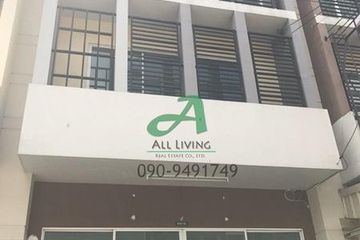 ALL LIVING
REAL ESTATE CO., LTD.
090-9491749